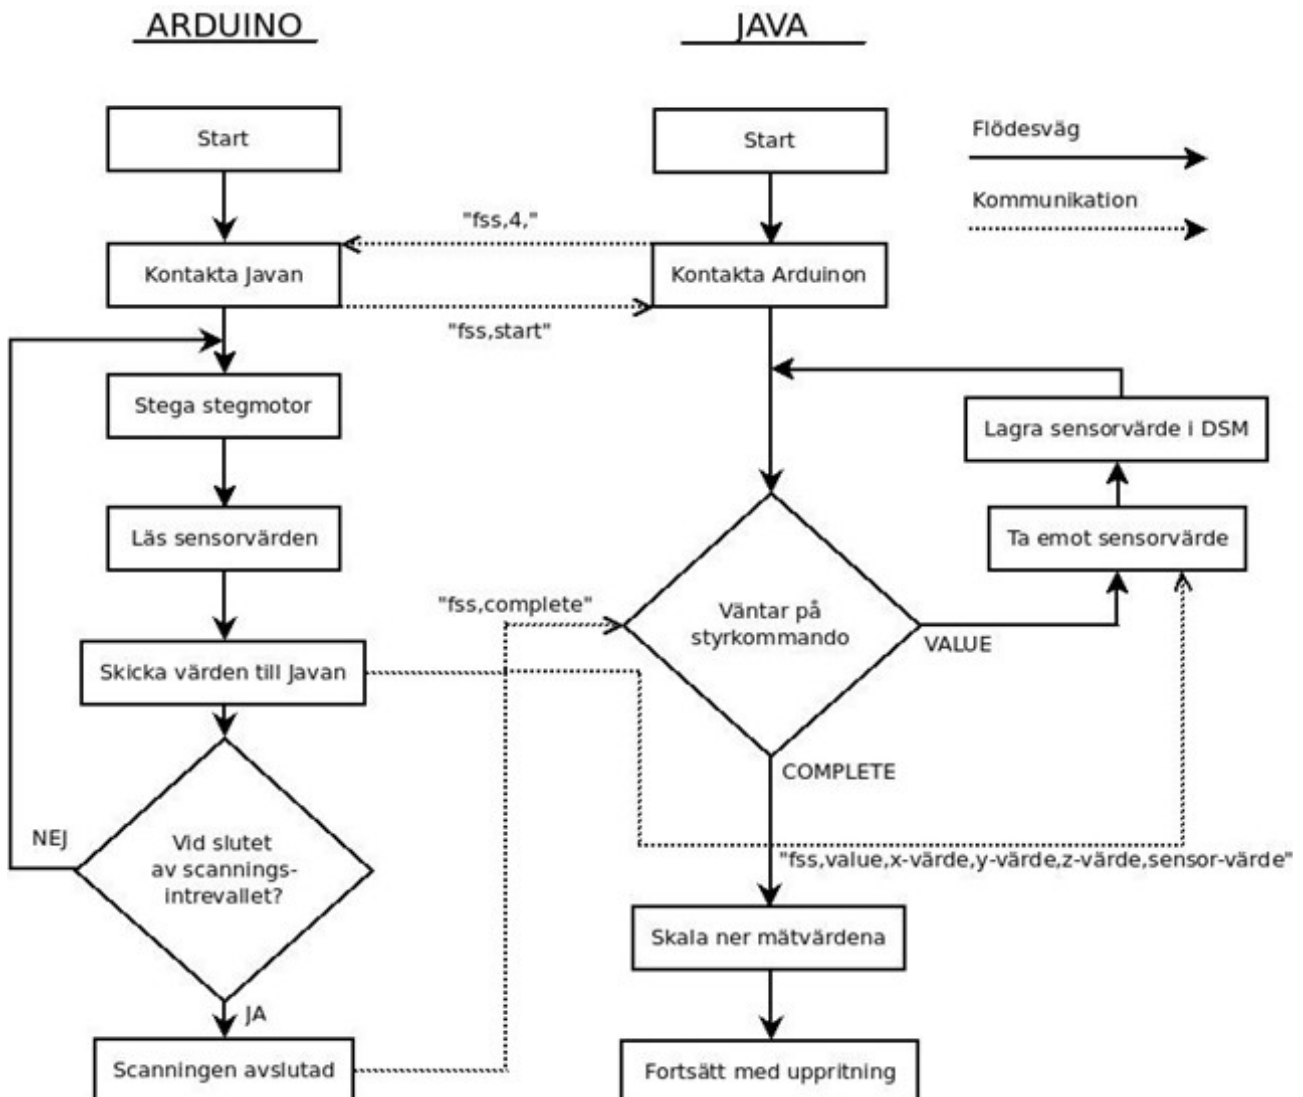 ARDUINO
JAVA
Start
Start
Flödesväg
Kommunikation
"fss,4,"
Kontakta Javan
Kontakta Arduinon
"fss,start"
Stega stegmotor
Lagra sensorvärde i DSM
Läs sensorvärden
Ta emot sensorvärde
"fss,complete"
Väntar på
styrkommando
VALUE
Skicka värden till Javan
COMPLETE
NEJ
Vid slutet
av scannings-
intrevallet?
"fss,value,x-värde,y-värde,z-värde,sensor-värde"
Skala ner mätvärdena
JA
Scanningen avslutad
Fortsätt med uppritning